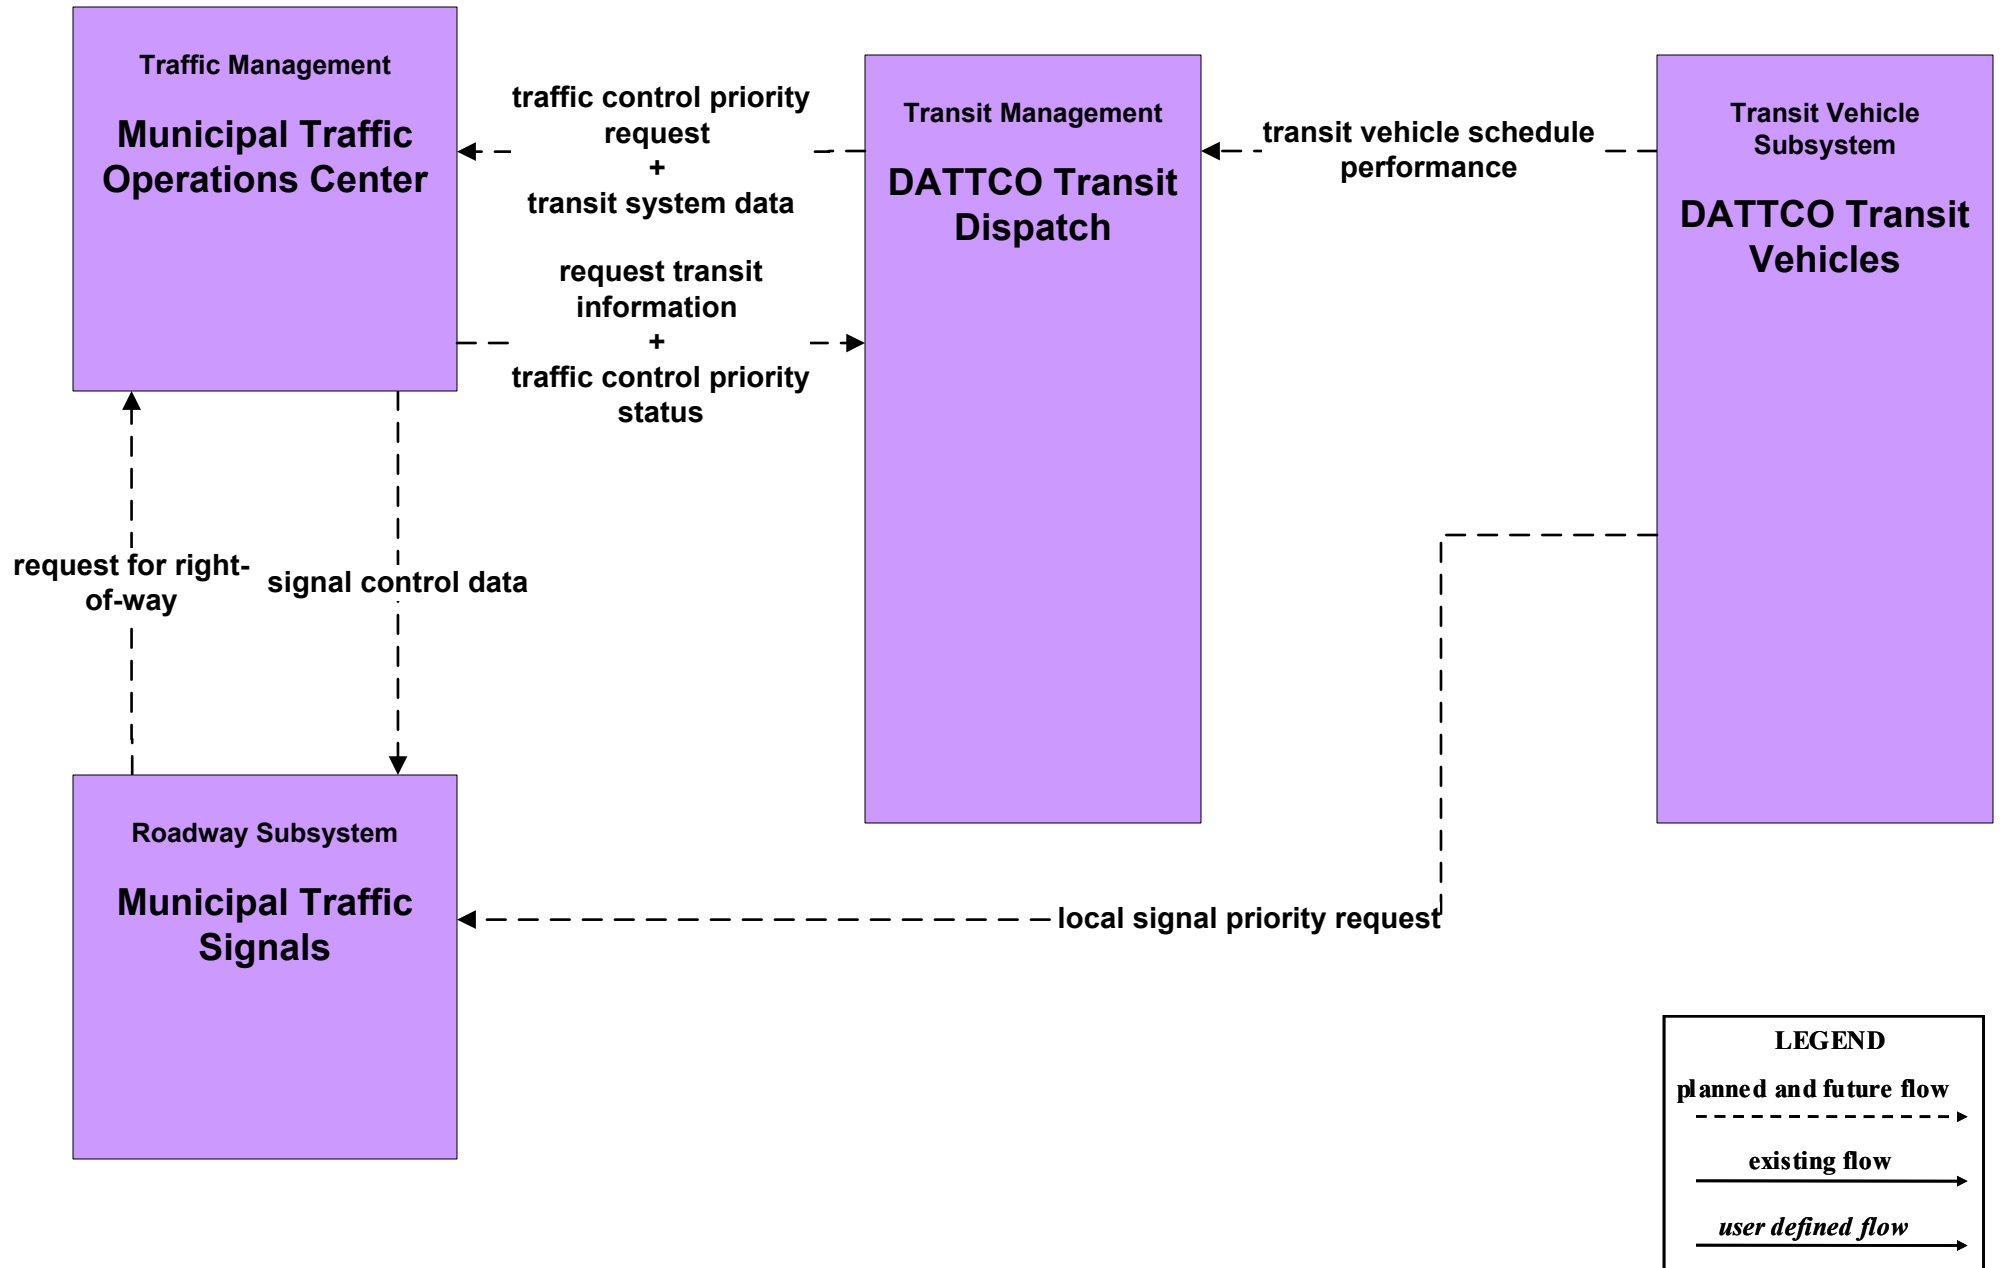 Traffic Management
Municipal Traffic
Operations Center
traffic control priority
request
+
transit system data
request transit
information
+
traffic control priority
status
Transit Management
DATTCO Transit
Dispatch
transit vehicle schedule
performance
Transit Vehicle
Subsystem
DATTCO Transit
Vehicles
request for right-
of-way
signal control data
Roadway Subsystem
Municipal Traffic
Signals
local signal priority request
LEGEND
planned and future flow
existing flow
user defined flow